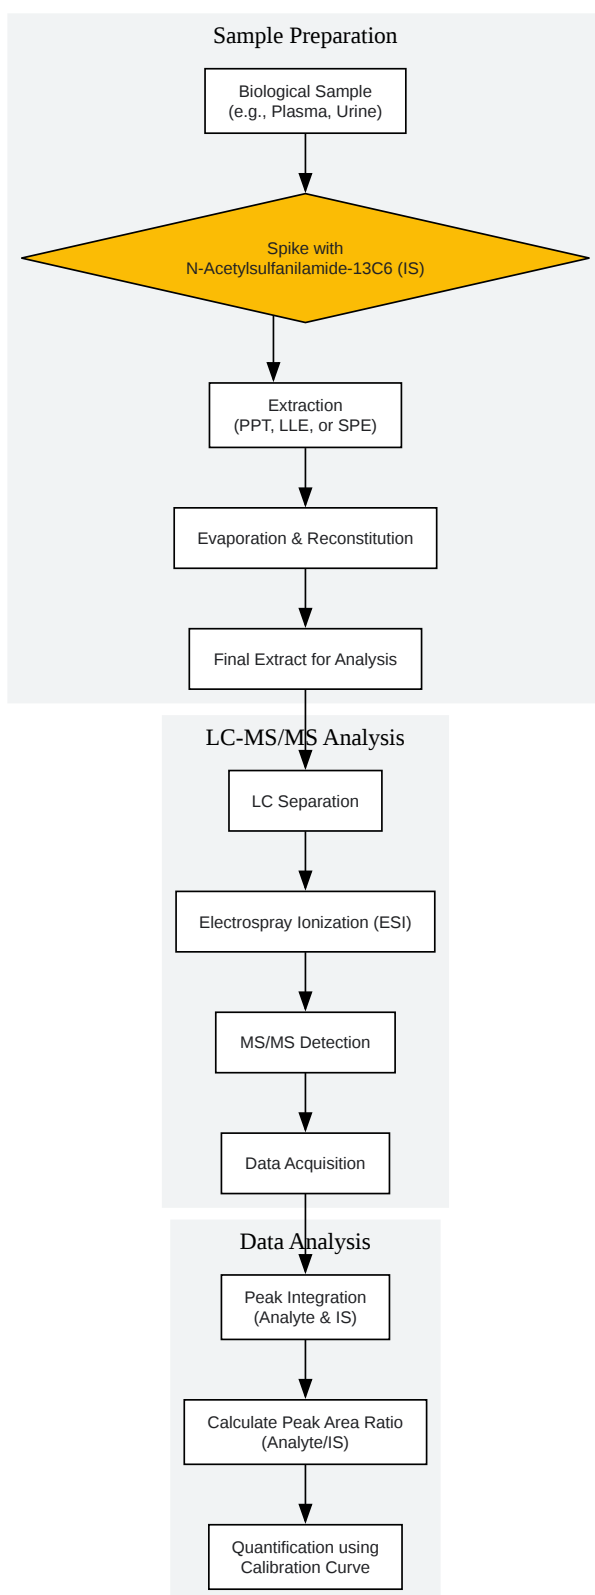 Sample Preparation
Biological Sample
(e.g., Plasma, Urine)
Spike with
N-Acetylsulfanilamide-13C6 (IS)
Extraction
(PPT, LLE, or SPE)
Evaporation & Reconstitution
Final Extract for Analysis
LC-MS/MS Analysis
LC Separation
Electrospray Ionization (ESI)
MS/MS Detection
Data Acquisition
Data Analysis
Peak Integration
(Analyte & IS)
Calculate Peak Area Ratio
(Analyte/IS)
Quantification using
Calibration Curve